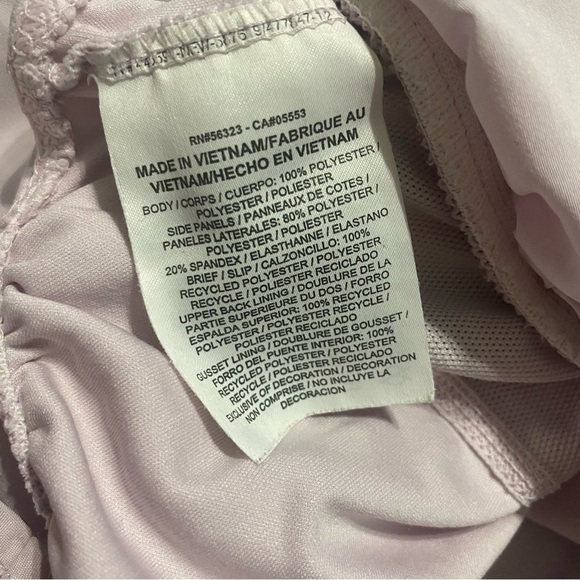 RN#56323 - CA#05553
MADE IN VIETNAM/FABRIQUE AU
VIETNAM/HECHO EN VIETNAM
BODY / CORPS / CUERPO: 100% POLYESTER /
POLYESTER / POLIESTER
SIDE PANELS / PANNEAUX DE COTES /
PANELES LATERALES: 80% POLYESTER /
POLYESTER / POLIESTER
20% SPANDEX / ELASTHANNE / ELASTANO
BRIEF / SLIP / CALZONCILLO: 100%
RECYCLED POLYESTER / POLYESTER
RECYCLE / POLIESTER RECICLADO
UPPER BACK LINING / DOUBLURE DE LA
PARTIE SUPERIEURE DU DOS / FORRO
ESPALDA SUPERIOR: 100% RECYCLED
POLYESTER / POLYESTER RECYCLE /
POLIESTER RECICLADO
GUSSET LINING / DOUBLURE DE GOUSSET /
FORRO DEL FUENTE INTERIOR: 100%
RECYCLED POLYESTER / POLYESTER
RECYCLE / POLIESTER RECICLADO
EXCLUSIVE OF DECORATION / DECORATION
NON COMPRISE / NO INCLUYE LA
DECORACION